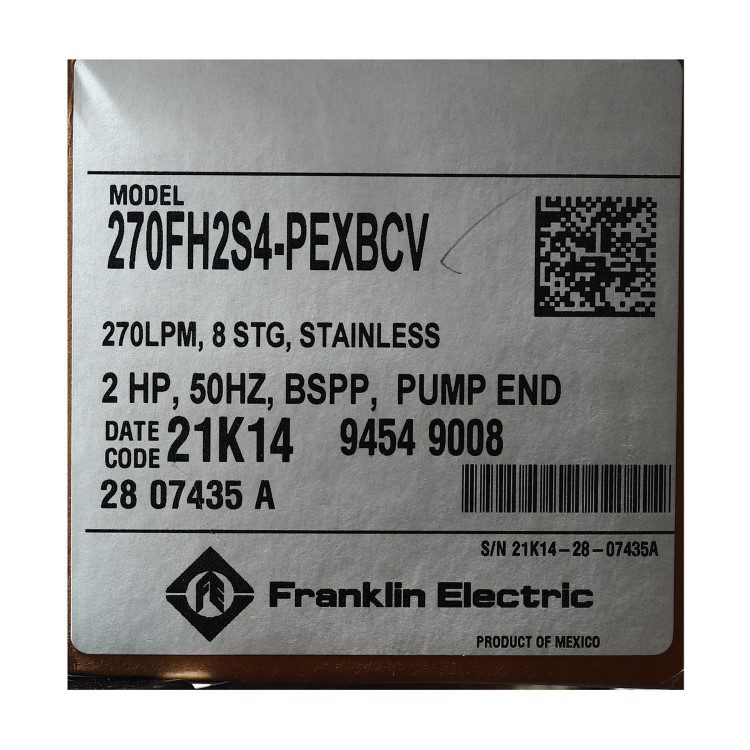 MODEL
270FH2S4-PEXBCV
270LPM, 8 STG, STAINLESS
2 HP, 50HZ, BSPP, PUMP END
DATE CODE 21K14 9454 9008
28 07435 A
S/N 21K14-28-07435A
FE Franklin Electric
PRODUCT OF MEXICO